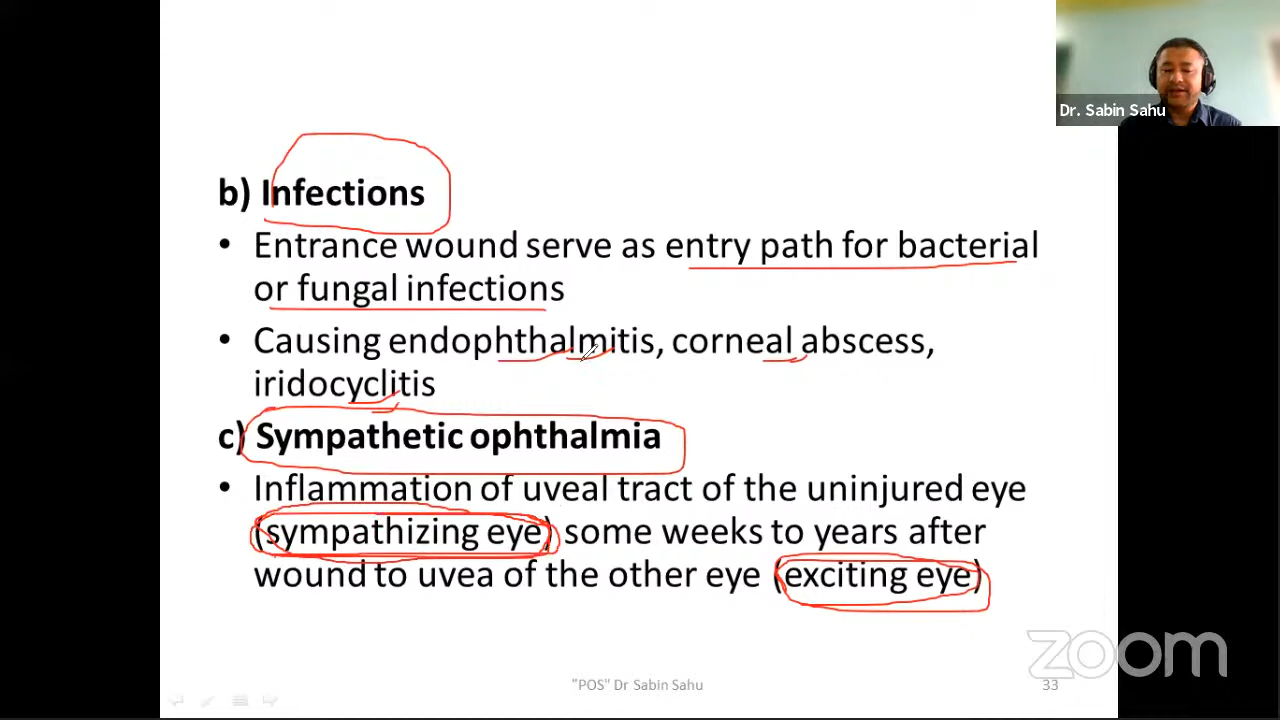 Dr. Sabin Sahu
b) Infections
• Entrance wound serve as entry path for bacterial
or fungal infections
• Causing endophthalmitis, corneal abscess,
iridocyclitis
c) Sympathetic ophthalmia
• Inflammation of uveal tract of the uninjured eye
(sympathizing eye) some weeks to years after
wound to uvea of the other eye (exciting eye)
zoom
"POS" Dr Sabin Sahu
33